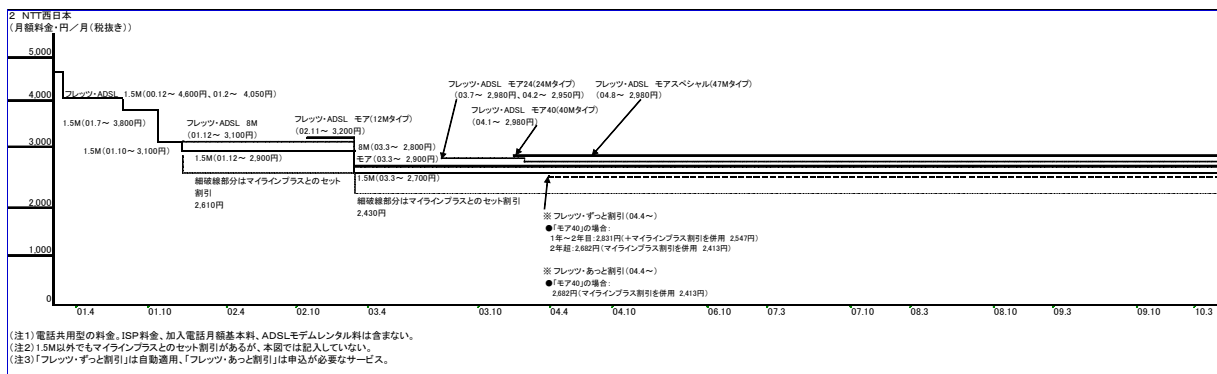 2 NTT西日本
(月額料金・円／月(税抜き))
5,000
4,000
3,000
2,000
1,000
0
フレッツ・ADSL 1.5M(00.12～ 4,600円、01.2～ 4,050円)
1.5M(01.7～ 3,800円)
1.5M(01.10～ 3,100円)
フレッツ・ADSL 8M
(01.12～ 3,100円)
1.5M(01.12～ 2,900円)
細破線部分はマイラインプラスとのセット
割引
2,610円
フレッツ・ADSL モア(12Mタイプ)
(02.11～ 3,200円)
8M(03.3～ 2,800円)
モア(03.3～ 2,900円)
1.5M(03.3～ 2,700円)
細破線部分はマイラインプラスとのセット割引
2,430円
フレッツ・ADSL モア24(24Mタイプ)
(03.7～ 2,980円、04.2～ 2,950円)
フレッツ・ADSL モア40(40Mタイプ)
(04.1～ 2,980円)
フレッツ・ADSL モアスペシャル(47Mタイプ)
(04.8～ 2,980円)
※ フレッツ・ずっと割引(04.4～)
●「モア40」の場合:
1年～2年目:2,831円(＋マイラインプラス割引を併用 2,547円)
2年超:2,682円(マイラインプラス割引を併用 2,413円)
※ フレッツ・あっと割引(04.4～)
●「モア40」の場合:
2,682円(マイラインプラス割引を併用 2,413円)
01.4 01.10 02.4 02.10 03.4 03.10 04.4 04.10 06.10 07.3 07.10 08.3 08.10 09.3 09.10 10.3
(注1)電話共用型の料金。ISP料金、加入電話月額基本料、ADSLモデムレンタル料は含まない。
(注2)1.5M以外でもマイラインプラスとのセット割引があるが、本図では記入していない。
(注3)「フレッツ・ずっと割引」は自動適用、「フレッツ・あっと割引」は申込が必要なサービス。